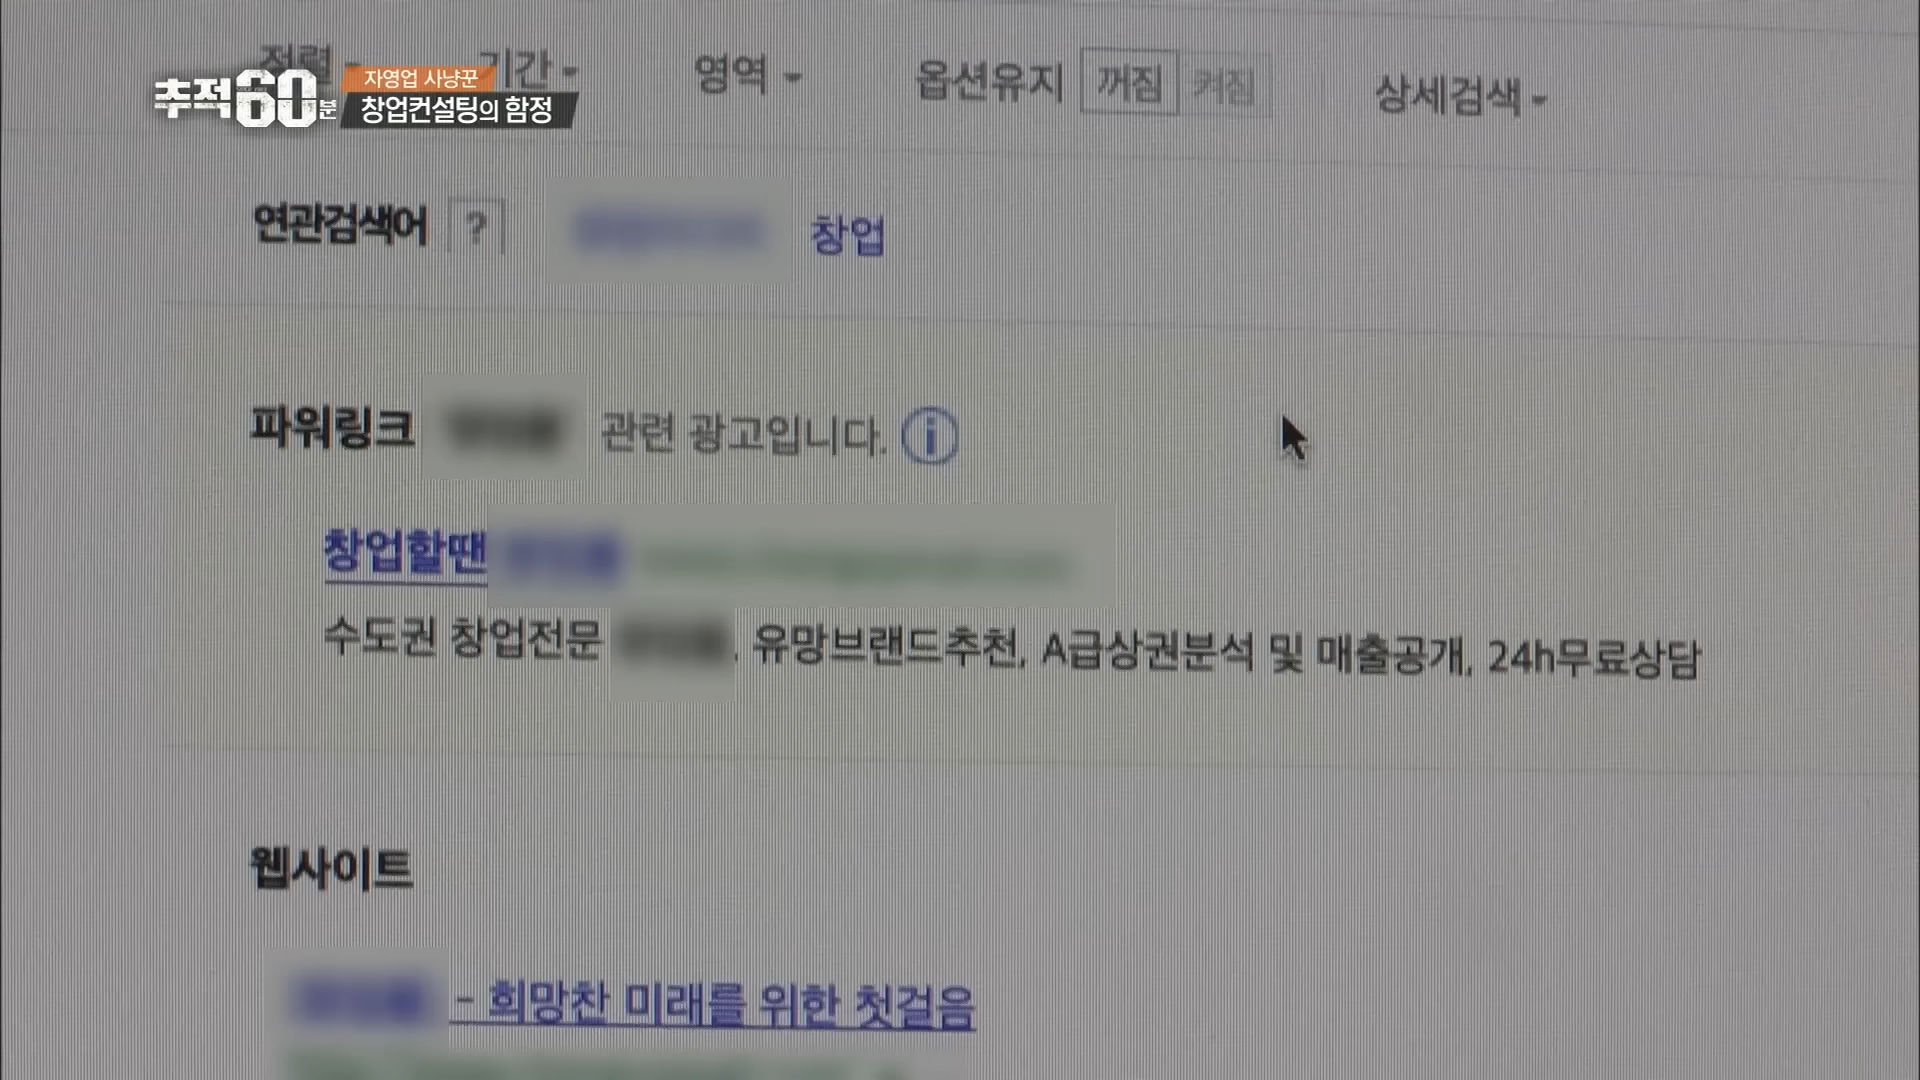 정렬 기간 영역 옵션유지 꺼짐 켜짐 상세검색
추적60분
자영업 사냥꾼
창업컨설팅의 함정
연관검색어 ? 창업
파워링크 관련 광고입니다. i
창업할땐
수도권 창업전문 , 유망브랜드추천, A급상권분석 및 매출공개, 24h무료상담
웹사이트
- 희망찬 미래를 위한 첫걸음